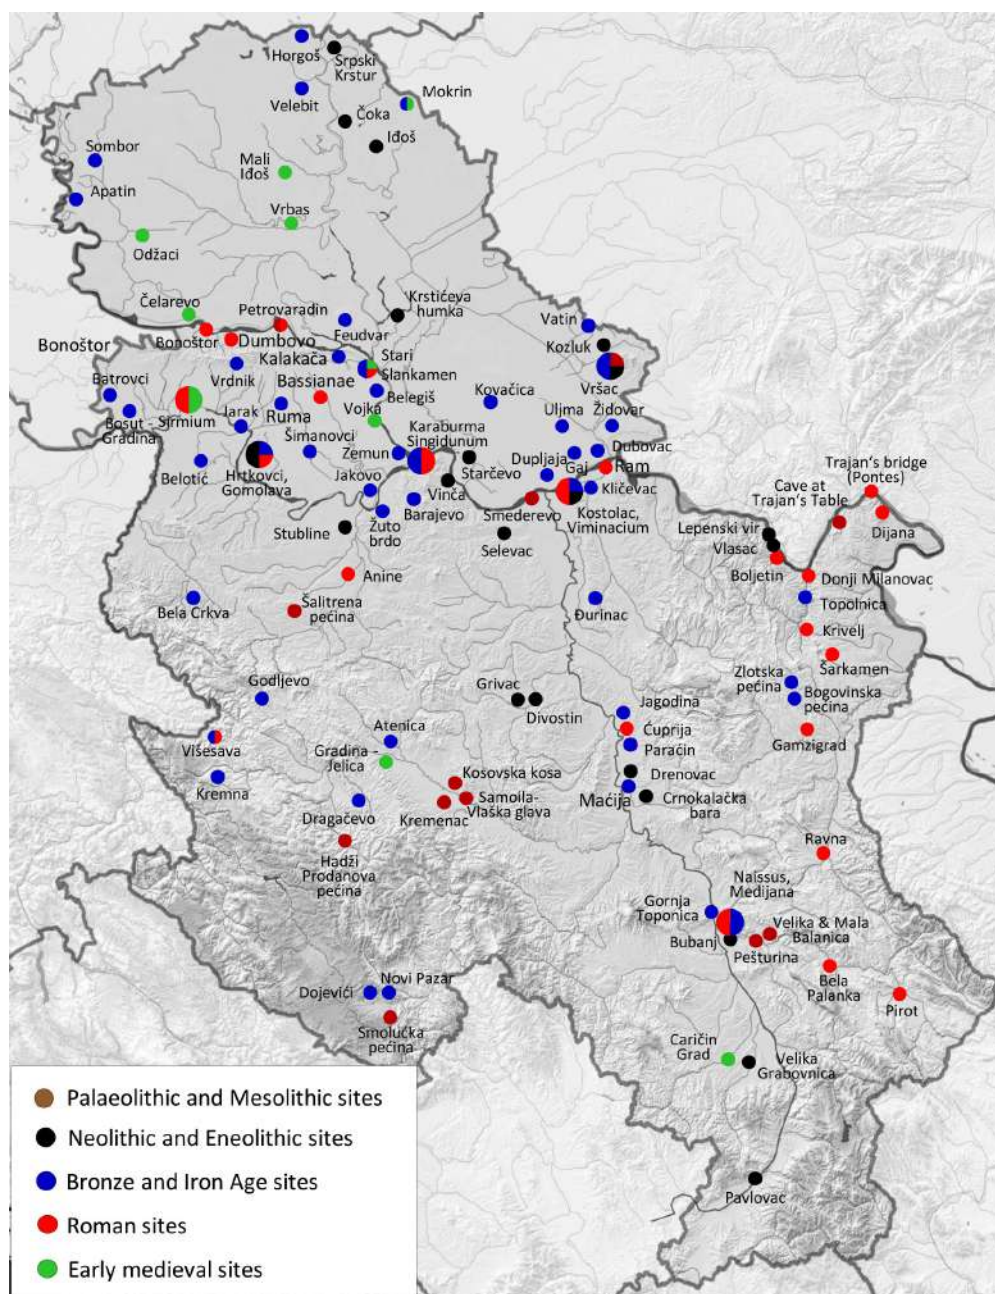 Horgoš
Srpski
Krstur
Velebit
Mokrin
Čoka
Iđoš
Sombor
Mali
Iđoš
Apatin
Vrbas
Odžaci
Čelarevo
Petrovaradin
Krstićeva
humka
Bonoštor
Bonoštor
Dumbovo
Feudvar
Vatin
Kozluk
Kalakača
Stari
Slankamen
Batrovci
Vrdnik
Bassianae
Belegiš
Kovačica
Vršac
Bosut -
Gradina
Sirmium
Jarak
Ruma
Vojka
Uljma
Židovar
Karaburma
Singidunum
Šimanovci
Zemun
Dubovac
Belotić
Hrtkovci,
Gomolava
Starčevo
Dupljaja
Gaj
Ram
Trajan's bridge
(Pontes)
Jakovo
Vinča
Kličevac
Cave at
Trajan's Table
Žuto
brdo
Barajevo
Smederevo
Kostolac,
Viminacium
Dijana
Stubline
Selevac
Lepenski vir
Vlasac
Boljetin
Anine
Donji Milanovac
Bela Crkva
Šalitrena
pećina
Đurinac
Topolnica
Krivelj
Šarkamen
Zlotska
pećina
Godljevo
Grivac
Divostin
Bogovinska
pećina
Jagodina
Atenica
Ćuprija
Gamzigrad
Višesava
Gradina -
Jelica
Paraćin
Kremna
Kosovska kosa
Drenovac
Samoila-
Vlaška glava
Maćija
Crnokalačka
bara
Dragačevo
Kremenac
Hadži
Prodanova
pećina
Ravna
Naissus,
Medijana
Gornja
Toponica
Velika & Mala
Balanica
Bubanj
Pešturina
Bela
Palanka
Dojevići
Novi Pazar
Pirot
Smolućka
pećina
Caričin
Grad
Velika
Grabovnica
Pavlovac
Palaeolithic and Mesolithic sites
Neolithic and Eneolithic sites
Bronze and Iron Age sites
Roman sites
Early medieval sites